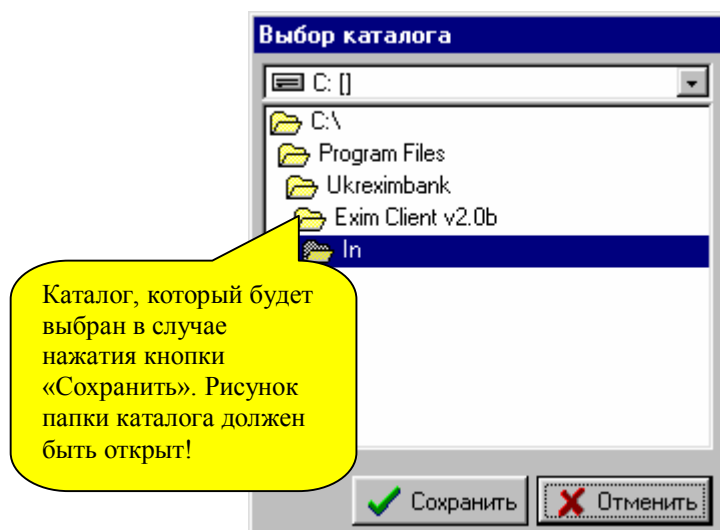 Выбор каталога
C: []
C:\
Program Files
Ukreximbank
Exim Client v2.0b
In
Каталог, который будет
выбран в случае
нажатия кнопки
«Сохранить». Рисунок
папки каталога должен
быть открыт!
Сохранить
Отменить